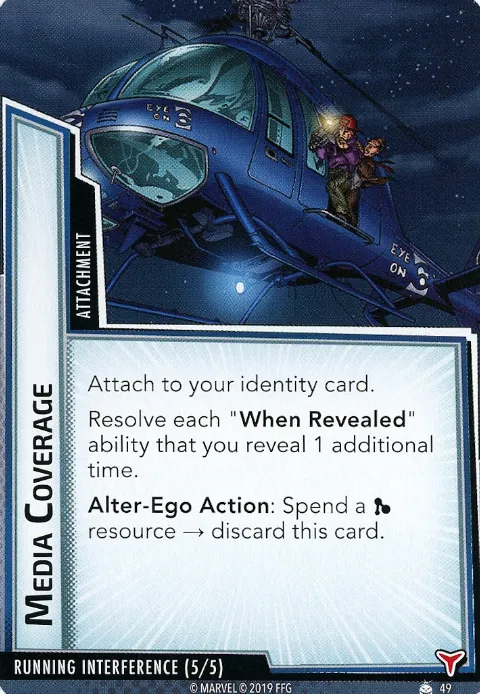 EYE
ON
EYE
ON
ATTACHMENT
MEDIA COVERAGE
Attach to your identity card.
Resolve each "When Revealed"
ability that you reveal 1 additional
time.
Alter-Ego Action: Spend a
resource → discard this card.
RUNNING INTERFERENCE (5/5)
© MARVEL © 2019 FFG
49